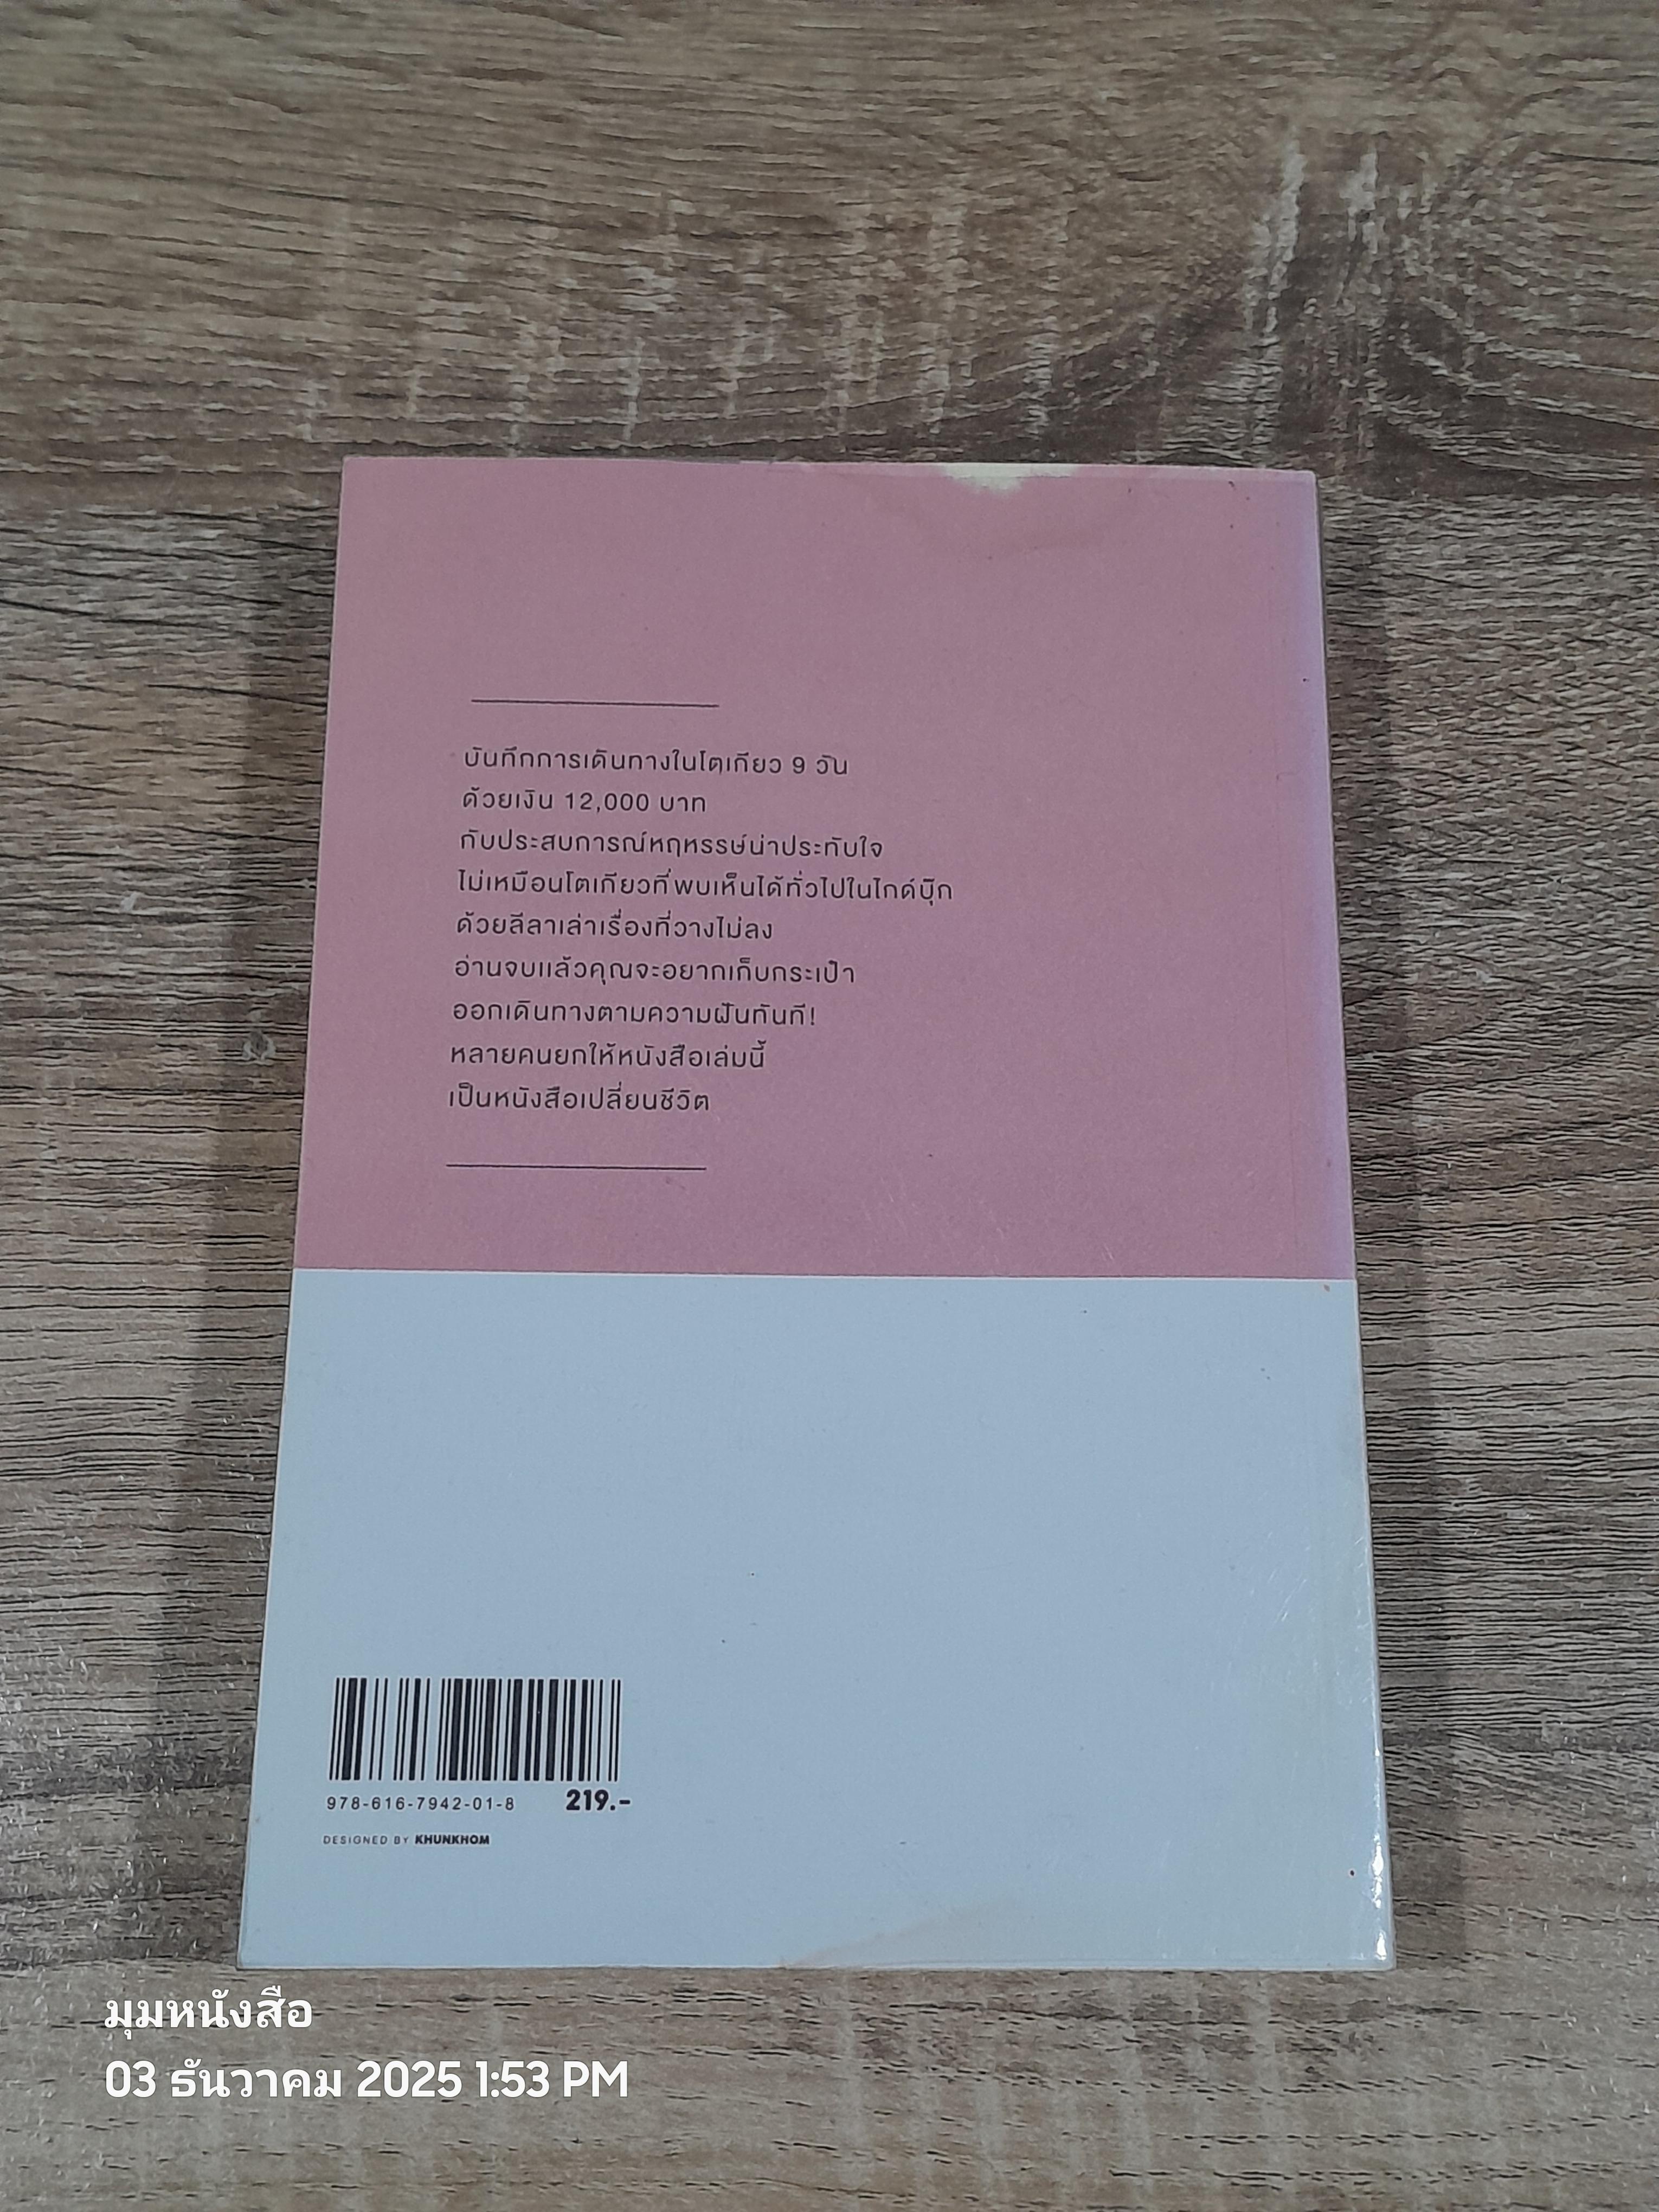 บันทึกการเดินทางในโตเกียว 9 วัน
ด้วยเงิน 12,000 บาท
กับประสบการณ์หฤหรรษ์น่าประทับใจ
ไม่เหมือนโตเกียวที่พบเห็นได้ทั่วไปในไกด์บุ๊ก
ด้วยลีลาเล่าเรื่องที่วางไม่ลง
อ่านจบแล้วคุณจะอยากเก็บกระเป๋า
ออกเดินทางตามความฝันทันที!
หลายคนยกให้หนังสือเล่มนี้
เป็นหนังสือเปลี่ยนชีวิต
978-616-7942-01-8 219.-
DESIGNED BY KHUNKHOM
มุมหนังสือ
03 ธันวาคม 2025 1:53 PM